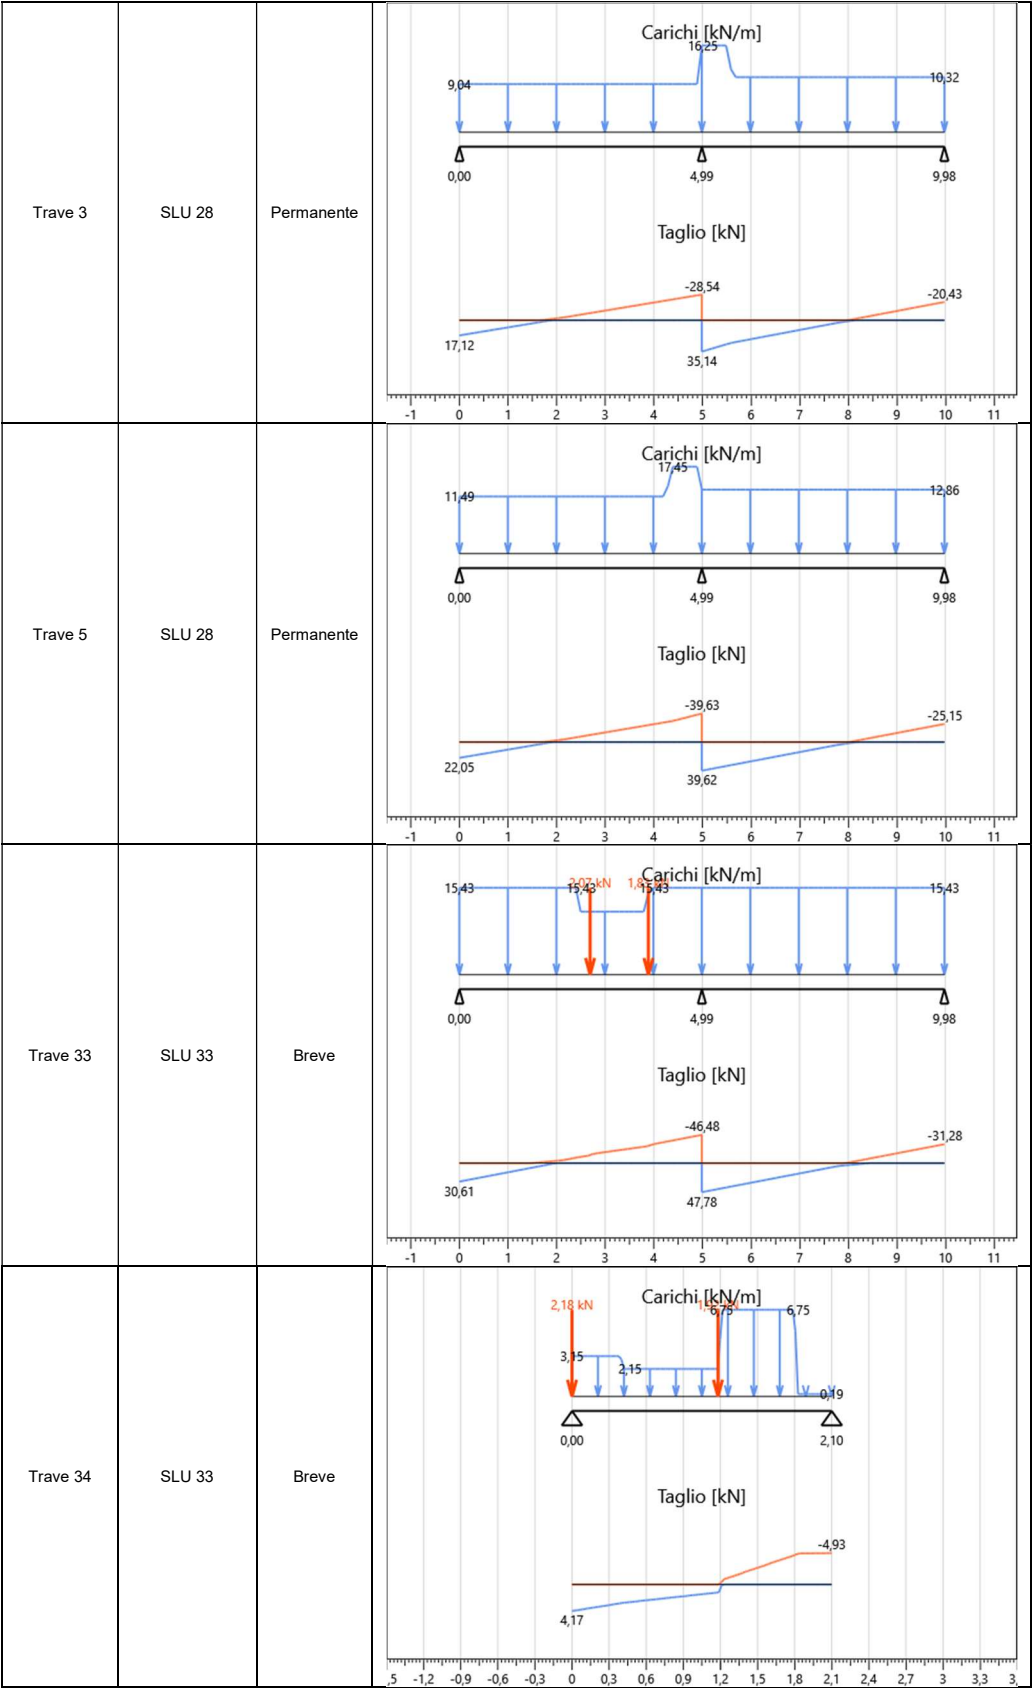 Trave 3
SLU 28
Permanente
Carichi [kN/m]
16,25
9,04
10,32
0,00
4,99
9,98
Taglio [kN]
-28,54
-20,43
17,12
35,14
-1 0 1 2 3 4 5 6 7 8 9 10 11
Trave 5
SLU 28
Permanente
Carichi [kN/m]
17,45
11,49
12,86
0,00
4,99
9,98
Taglio [kN]
-39,63
-25,15
22,05
39,62
-1 0 1 2 3 4 5 6 7 8 9 10 11
Trave 33
SLU 33
Breve
Carichi [kN/m]
2,07 kN
15,43
15,43
15,43
15,43
0,00
4,99
9,98
Taglio [kN]
-46,48
-31,28
30,61
47,78
-1 0 1 2 3 4 5 6 7 8 9 10 11
Trave 34
SLU 33
Breve
Carichi [kN/m]
2,18 kN
6,75
6,75
3,15
2,15
0,19
0,00
2,10
Taglio [kN]
-4,93
4,17
-1,2 -0,9 -0,6 -0,3 0 0,3 0,6 0,9 1,2 1,5 1,8 2,1 2,4 2,7 3 3,3